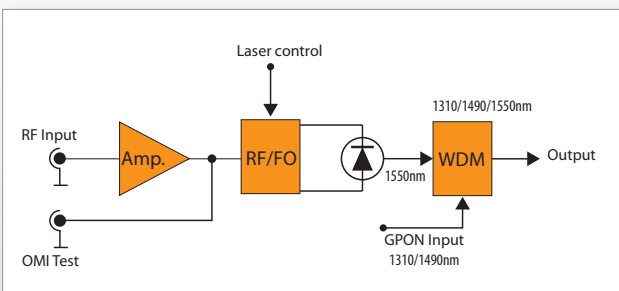 Laser control
1310/1490/1550nm
RF Input
Amp.
RF/FO
WDM
Output
1550nm
OMI Test
GPON Input
1310/1490nm